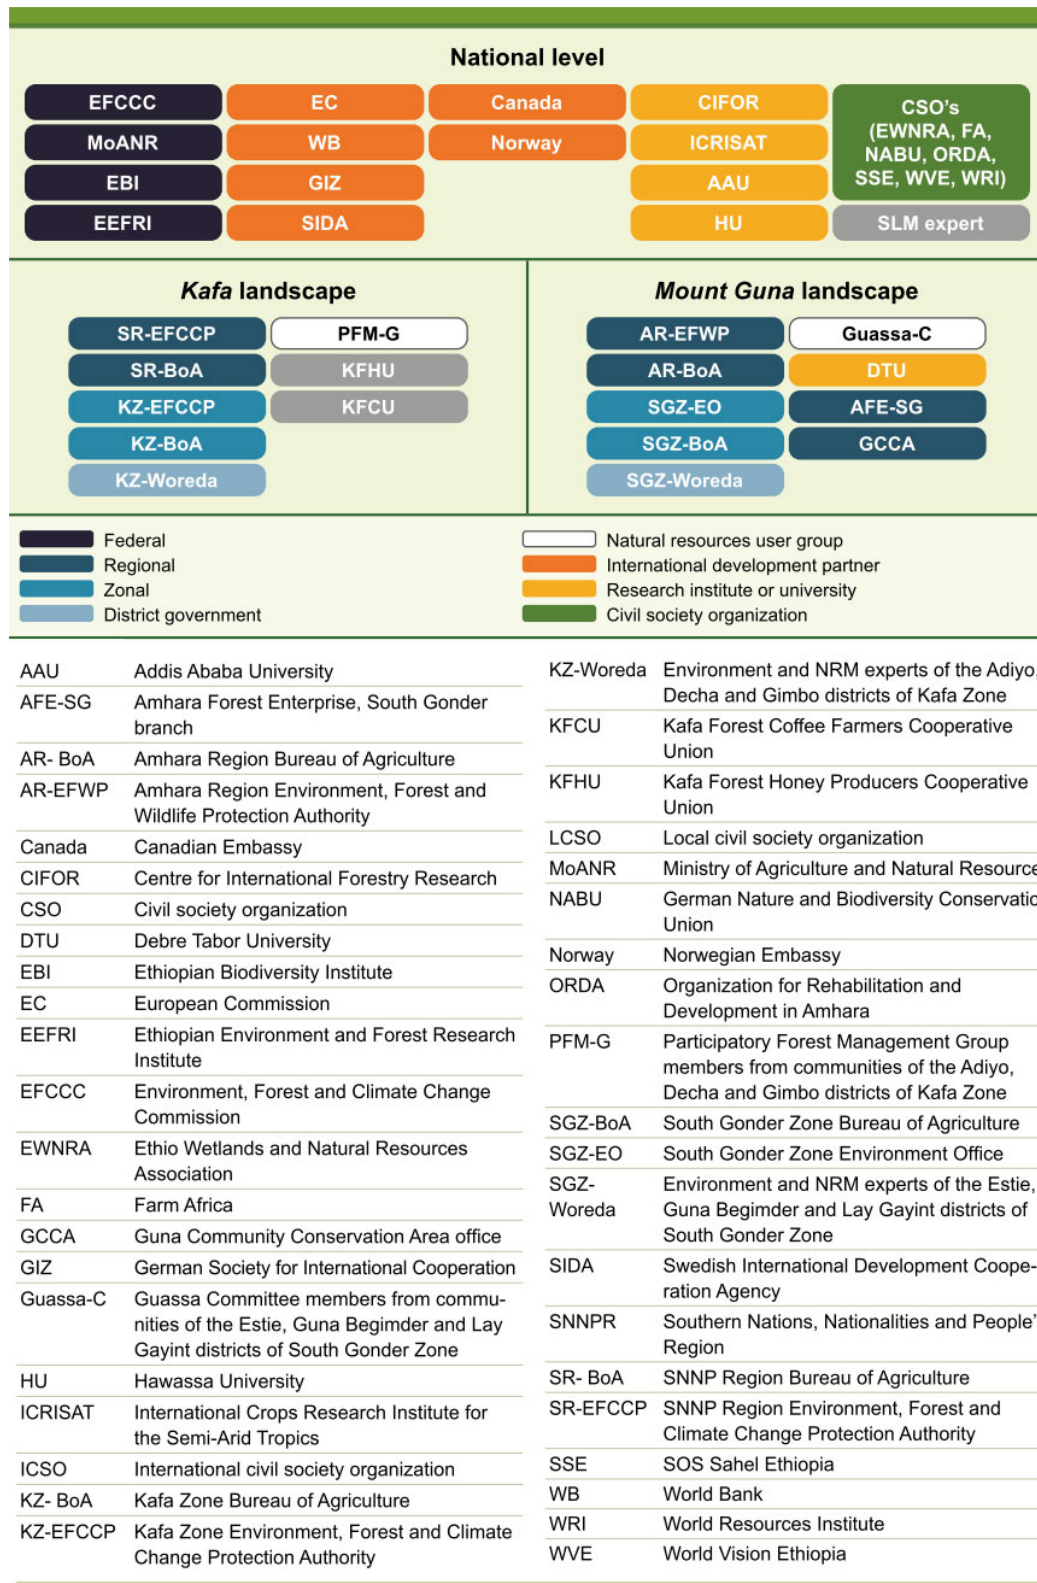 National level
EFCCC EC Canada CIFOR CSO's
(EWNRA, FA,
NABU, ORDA,
SSE, WVE, WRI)
MoANR WB Norway ICRISAT
EBI GIZ AAU
EEFRI SIDA HU SLM expert
Kafa landscape
SR-EFCCP PFM-G
SR-BoA KFHU
KZ-EFCCP KFCU
KZ-BoA
KZ-Woreda
Mount Guna landscape
AR-EFWP Guassa-C
AR-BoA DTU
SGZ-EO AFE-SG
SGZ-BoA GCCA
SGZ-Woreda
Federal
Regional
Zonal
District government
Natural resources user group
International development partner
Research institute or university
Civil society organization
AAU Addis Ababa University
AFE-SG Amhara Forest Enterprise, South Gonder
branch
AR- BoA Amhara Region Bureau of Agriculture
AR-EFWP Amhara Region Environment, Forest and
Wildlife Protection Authority
Canada Canadian Embassy
CIFOR Centre for International Forestry Research
CSO Civil society organization
DTU Debre Tabor University
EBI Ethiopian Biodiversity Institute
EC European Commission
EEFRI Ethiopian Environment and Forest Research
Institute
EFCCC Environment, Forest and Climate Change
Commission
EWNRA Ethio Wetlands and Natural Resources
Association
FA Farm Africa
GCCA Guna Community Conservation Area office
GIZ German Society for International Cooperation
Guassa-C Guassa Committee members from commu-
nities of the Estie, Guna Begimder and Lay
Gayint districts of South Gonder Zone
HU Hawassa University
ICRISAT International Crops Research Institute for
the Semi-Arid Tropics
ICSO International civil society organization
KZ- BoA Kafa Zone Bureau of Agriculture
KZ-EFCCP Kafa Zone Environment, Forest and Climate
Change Protection Authority
KZ-Woreda Environment and NRM experts of the Adiyo,
Decha and Gimbo districts of Kafa Zone
KFCU Kafa Forest Coffee Farmers Cooperative
Union
KFHU Kafa Forest Honey Producers Cooperative
Union
LCSO Local civil society organization
MoANR Ministry of Agriculture and Natural Resource
NABU German Nature and Biodiversity Conservatio
Union
Norway Norwegian Embassy
ORDA Organization for Rehabilitation and
Development in Amhara
PFM-G Participatory Forest Management Group
members from communities of the Adiyo,
Decha and Gimbo districts of Kafa Zone
SGZ-BoA South Gonder Zone Bureau of Agriculture
SGZ-EO South Gonder Zone Environment Office
SGZ- Environment and NRM experts of the Estie,
Woreda Guna Begimder and Lay Gayint districts of
South Gonder Zone
SIDA Swedish International Development Coope-
ration Agency
SNNPR Southern Nations, Nationalities and People'
Region
SR- BoA SNNP Region Bureau of Agriculture
SR-EFCCP SNNP Region Environment, Forest and
Climate Change Protection Authority
SSE SOS Sahel Ethiopia
WB World Bank
WRI World Resources Institute
WVE World Vision Ethiopia